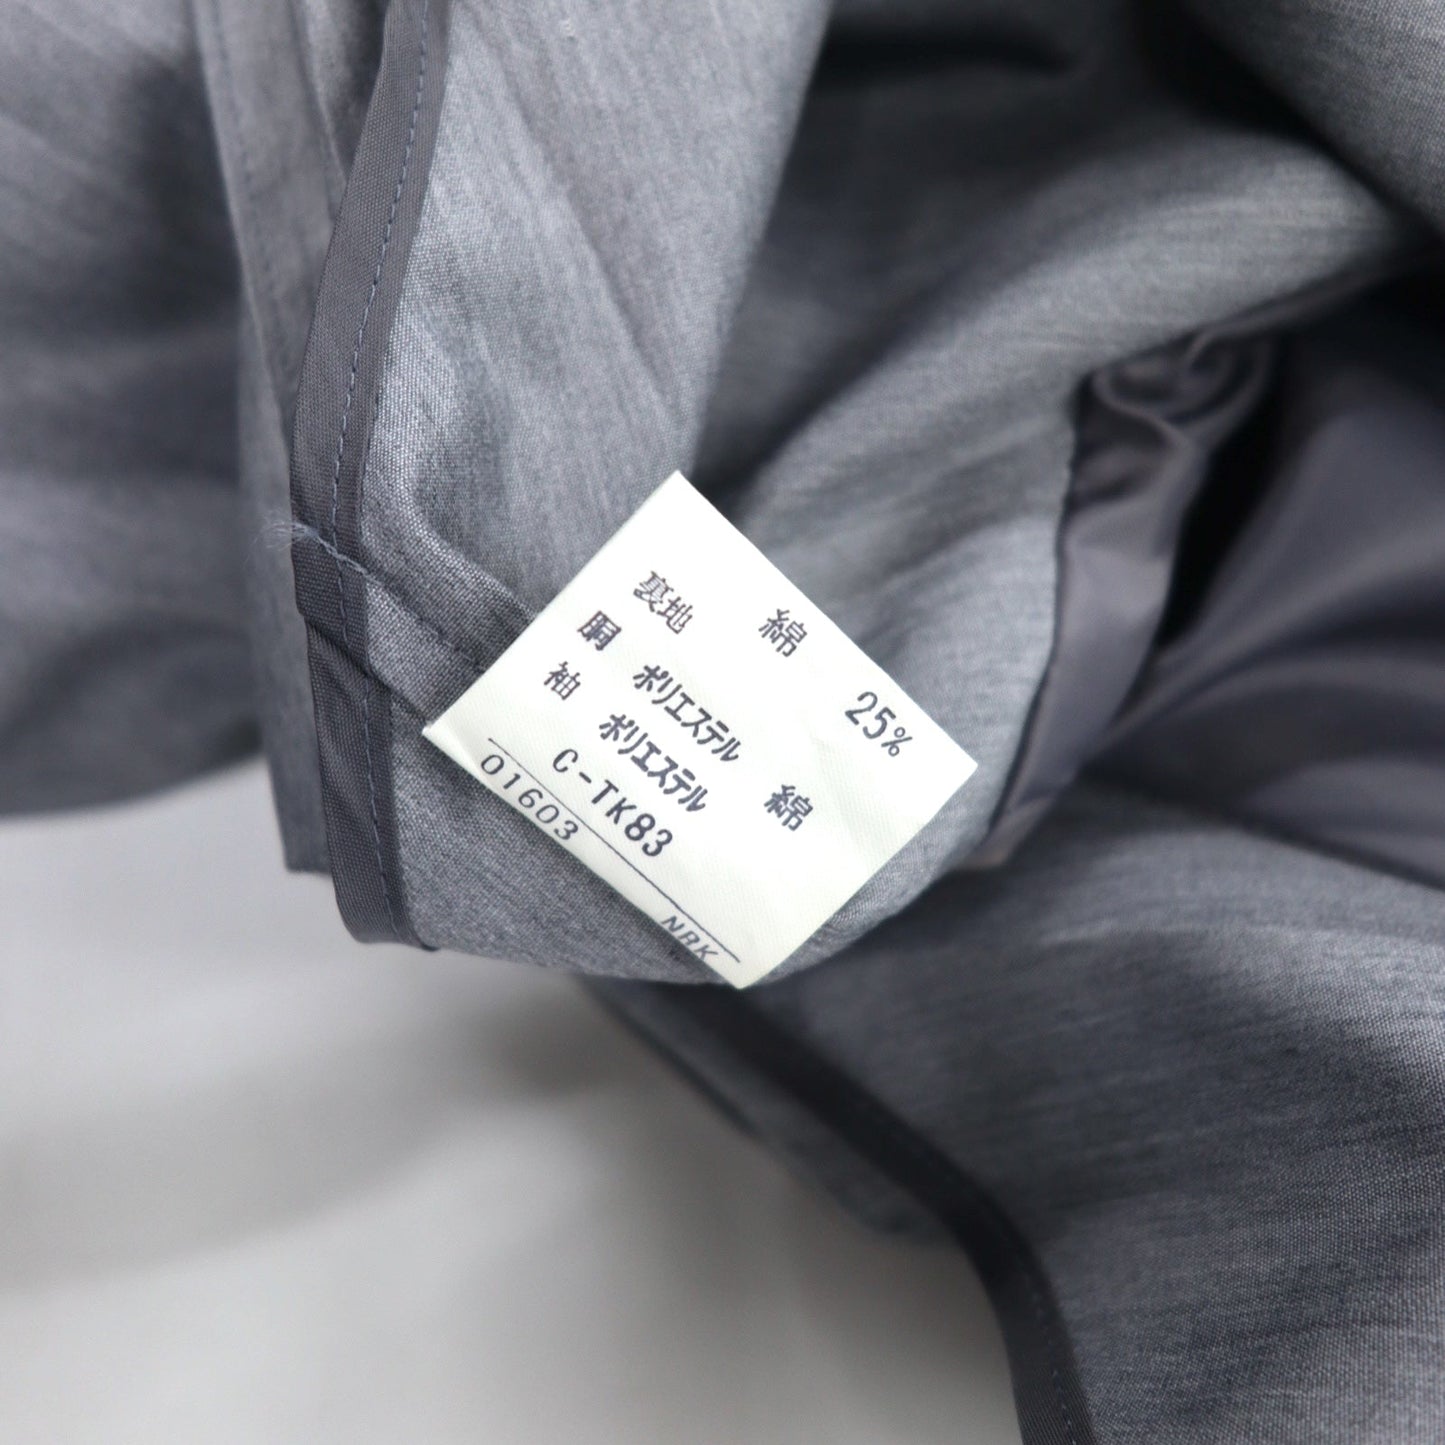 綿 25%
裏地
胴 ポリエステル 綿
袖 ポリエステル
C-TK83
01603 NRK